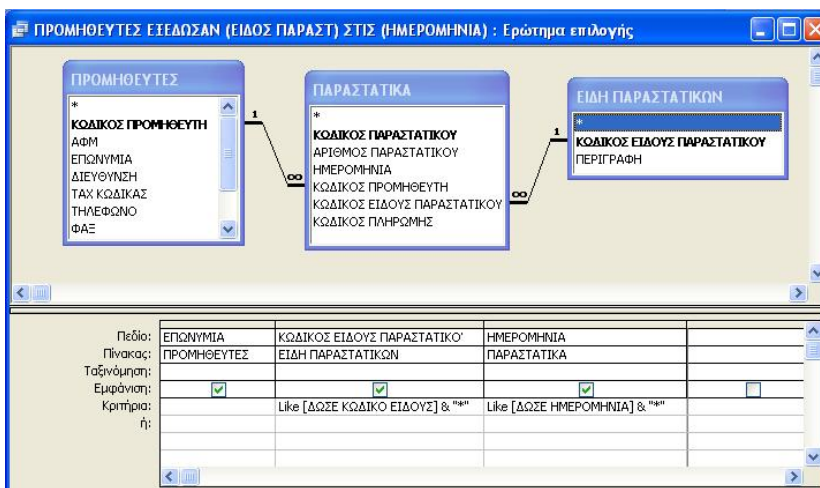 ΠΡΟΜΗΘΕΥΤΕΣ ΕΞΕΔΩΣΑΝ (ΕΙΔΟΣ ΠΑΡΑΣΤ) ΣΤΙΣ (ΗΜΕΡΟΜΗΝΙΑ) : Ερώτημα επιλογής
ΠΡΟΜΗΘΕΥΤΕΣ
*
ΚΩΔΙΚΟΣ ΠΡΟΜΗΘΕΥΤΗ
ΑΦΜ
ΕΠΩΝΥΜΙΑ
ΔΙΕΥΘΥΝΣΗ
ΤΑΧ ΚΩΔΙΚΑΣ
ΤΗΛΕΦΩΝΟ
ΦΑΞ
1
∞
ΠΑΡΑΣΤΑΤΙΚΑ
*
ΚΩΔΙΚΟΣ ΠΑΡΑΣΤΑΤΙΚΟΥ
ΑΡΙΘΜΟΣ ΠΑΡΑΣΤΑΤΙΚΟΥ
ΗΜΕΡΟΜΗΝΙΑ
ΚΩΔΙΚΟΣ ΠΡΟΜΗΘΕΥΤΗ
ΚΩΔΙΚΟΣ ΕΙΔΟΥΣ ΠΑΡΑΣΤΑΤΙΚΟΥ
ΚΩΔΙΚΟΣ ΠΛΗΡΩΜΗΣ
1
∞
ΕΙΔΗ ΠΑΡΑΣΤΑΤΙΚΩΝ
*
ΚΩΔΙΚΟΣ ΕΙΔΟΥΣ ΠΑΡΑΣΤΑΤΙΚΟΥ
ΠΕΡΙΓΡΑΦΗ
Πεδίο: ΕΠΩΝΥΜΙΑ ΚΩΔΙΚΟΣ ΕΙΔΟΥΣ ΠΑΡΑΣΤΑΤΙΚΟ' ΗΜΕΡΟΜΗΝΙΑ
Πίνακας: ΠΡΟΜΗΘΕΥΤΕΣ ΕΙΔΗ ΠΑΡΑΣΤΑΤΙΚΩΝ ΠΑΡΑΣΤΑΤΙΚΑ
Ταξινόμηση:
Εμφάνιση:
Κριτήρια: Like [ΔΩΣΕ ΚΩΔΙΚΟ ΕΙΔΟΥΣ] & "*" Like [ΔΩΣΕ ΗΜΕΡΟΜΗΝΙΑ] & "*"
ή: